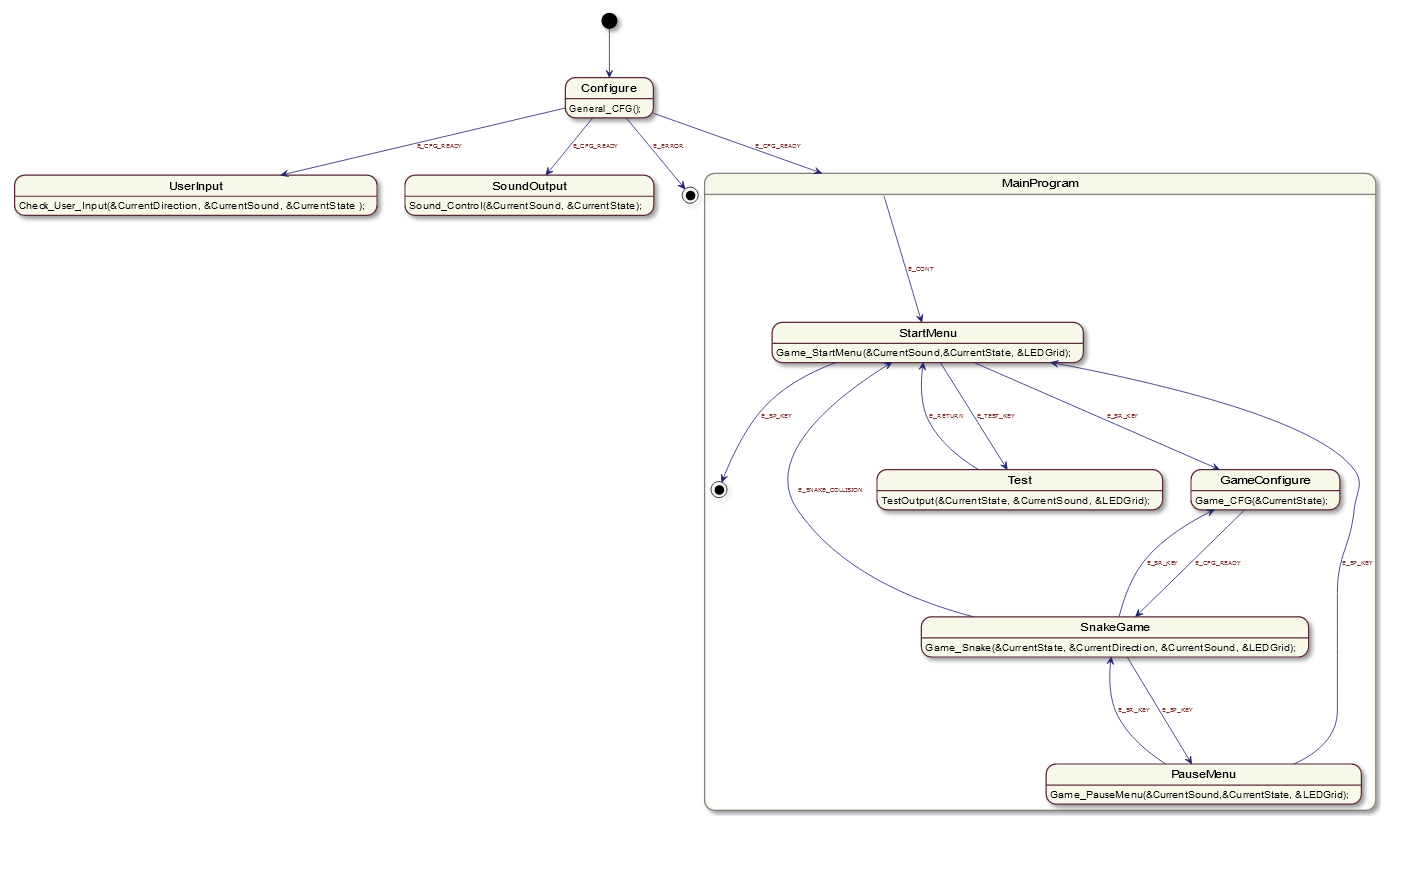 Configure
General_CFG();
E_CFG_READY
E_CFG_READY
E_ERROR
E_CFG_READY
UserInput
Check_User_Input(&CurrentDirection, &CurrentSound, &CurrentState );
SoundOutput
Sound_Control(&CurrentSound, &CurrentState);
MainProgram
E_CONT
StartMenu
Game_StartMenu(&CurrentSound,&CurrentState, &LEDGrid);
E_SP_KEY
E_RETURN
E_TEST_KEY
E_SR_KEY
Test
TestOutput(&CurrentState, &CurrentSound, &LEDGrid);
GameConfigure
Game_CFG(&CurrentState);
E_SNAKE_COLLISION
E_SR_KEY
E_CFG_READY
E_SP_KEY
SnakeGame
Game_Snake(&CurrentState, &CurrentDirection, &CurrentSound, &LEDGrid);
E_SR_KEY
E_SP_KEY
PauseMenu
Game_PauseMenu(&CurrentSound,&CurrentState, &LEDGrid);